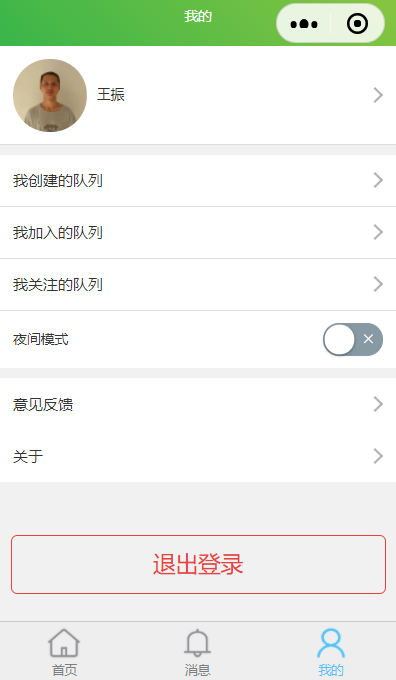 我的
王振
我创建的队列
我加入的队列
我关注的队列
夜间模式
意见反馈
关于
退出登录
首页
消息
我的